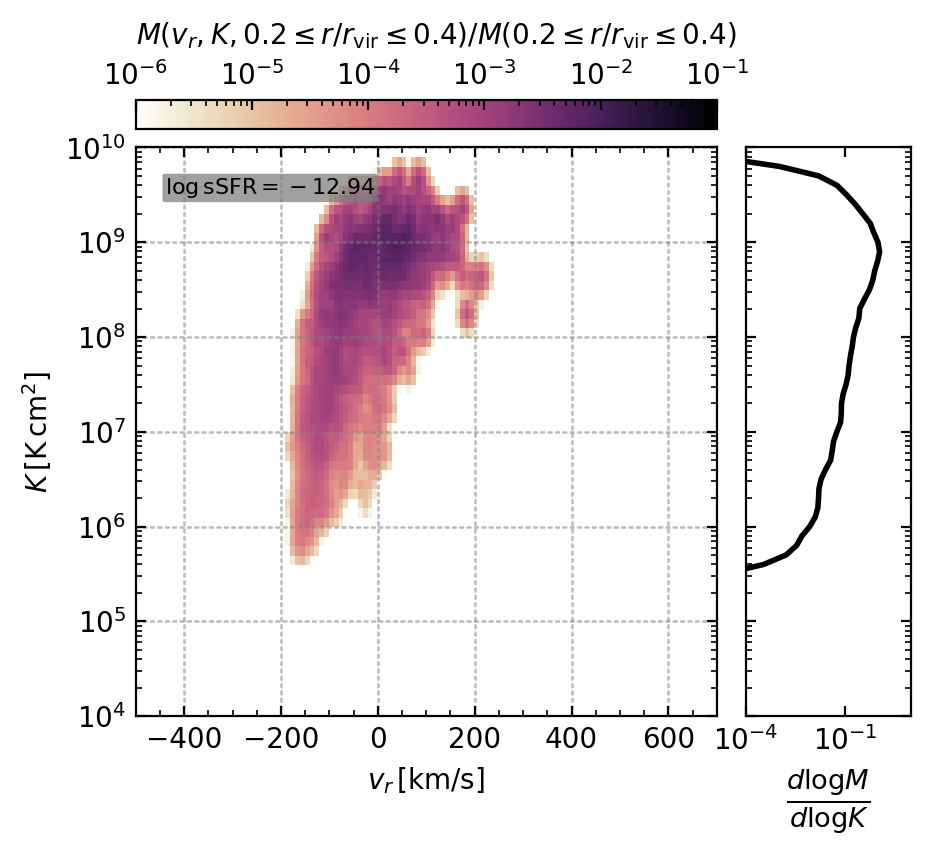 M(v_r, K, 0.2 ≤ r/r_vir ≤ 0.4)/M(0.2 ≤ r/r_vir ≤ 0.4)
10^−6 10^−5 10^−4 10^−3 10^−2 10^−1
10^10
log sSFR = −12.94
10^9
10^8
K [K cm^2]
10^7
10^6
10^5
10^4
−400 −200 0 200 400 600 10^−4 10^−1
v_r [km/s]
dlogM
dlogK